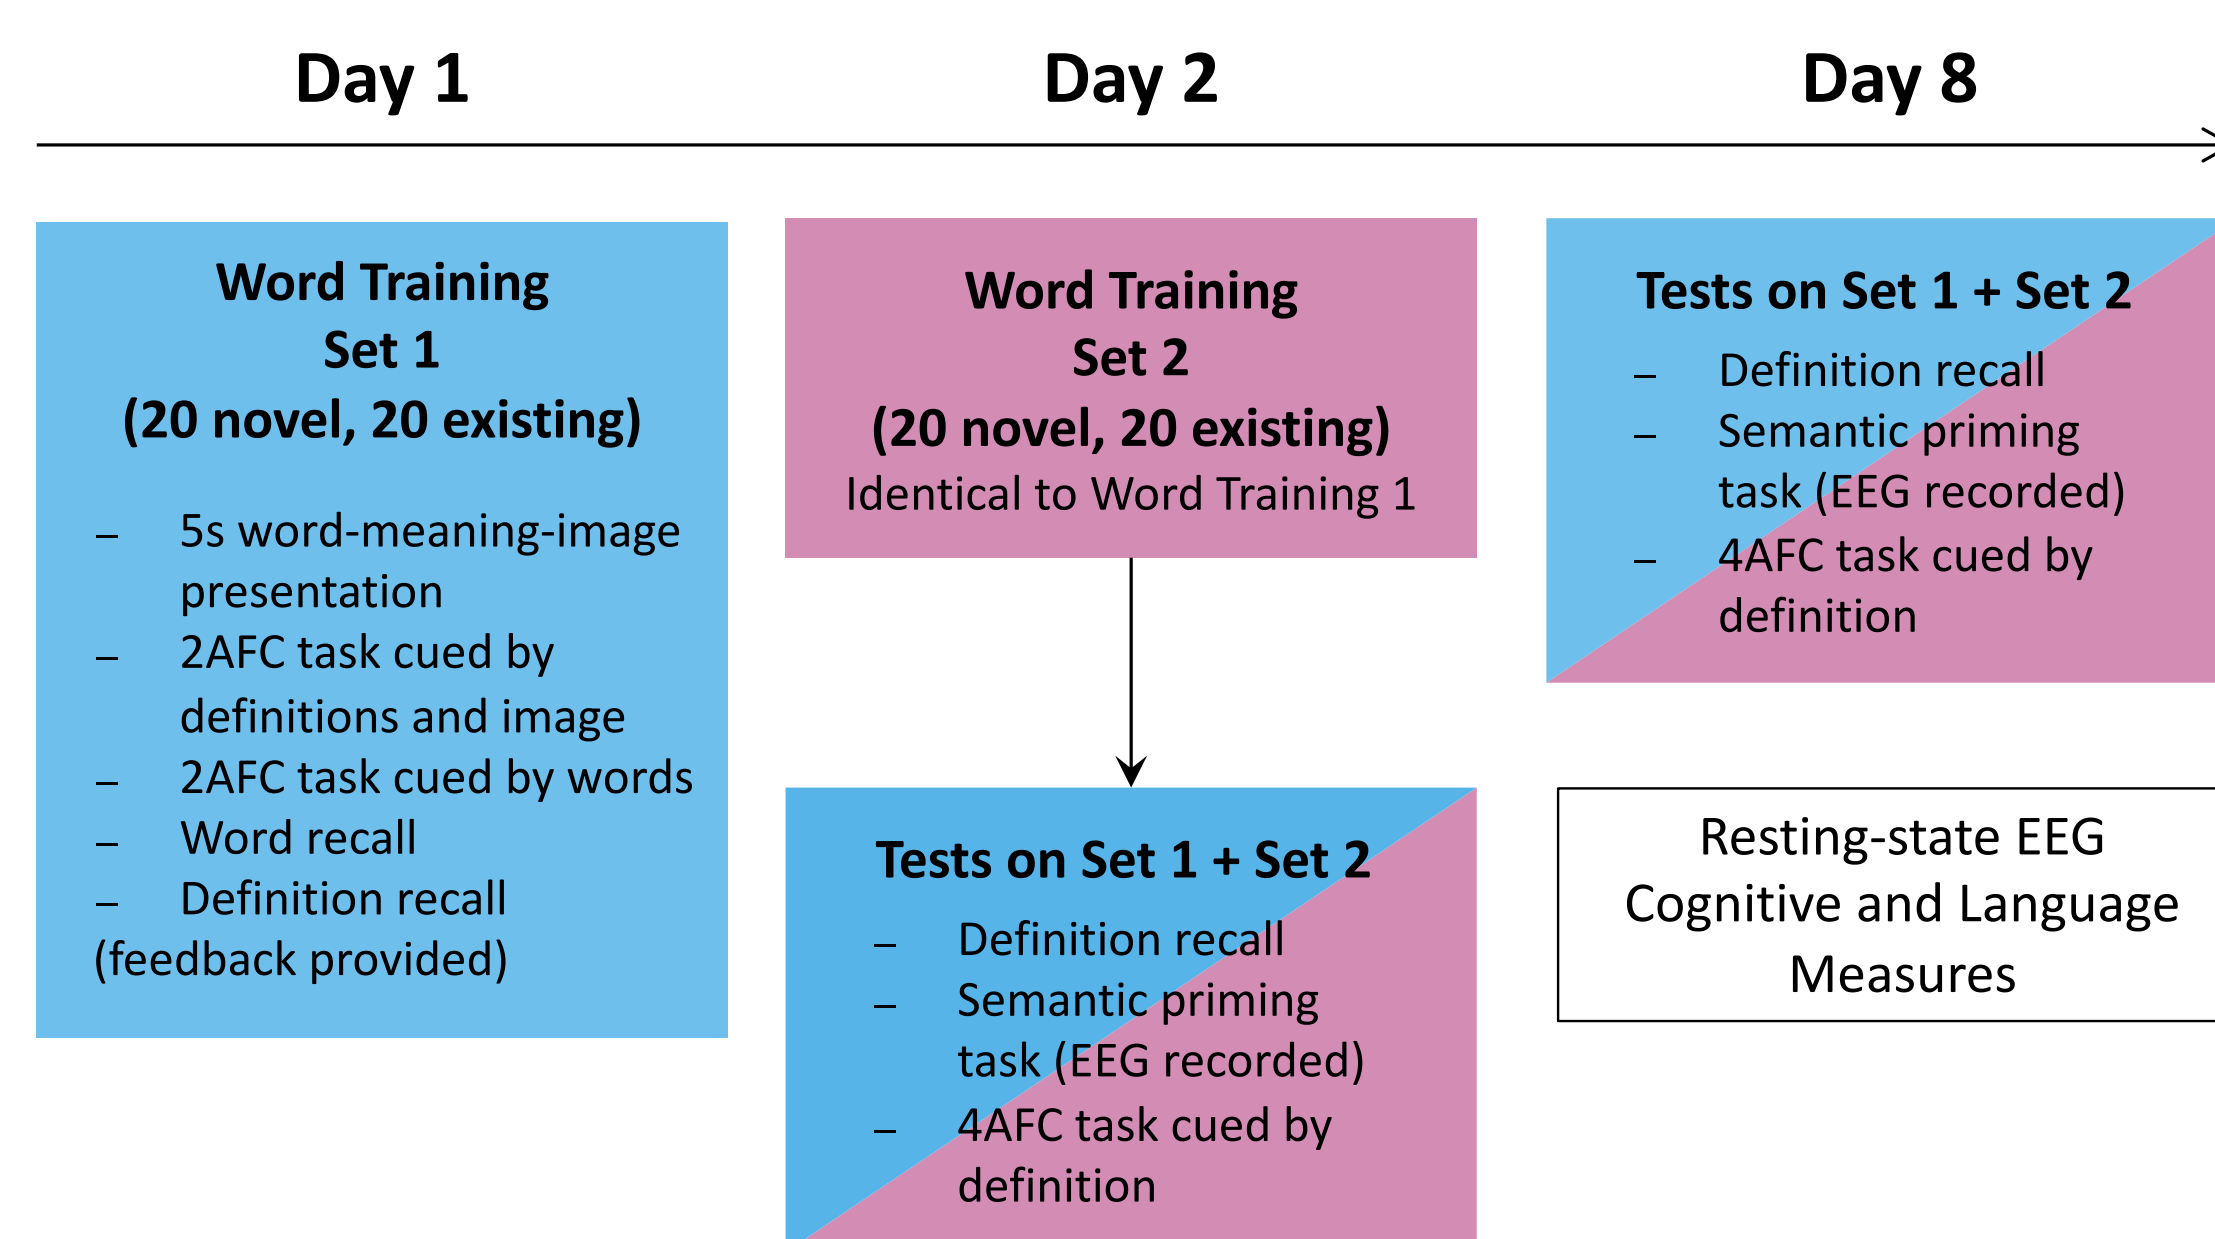 Day 1
Day 2
Day 8
Word Training
Set 1
(20 novel, 20 existing)
– 5s word-meaning-image
presentation
– 2AFC task cued by
definitions and image
– 2AFC task cued by words
– Word recall
– Definition recall
(feedback provided)
Word Training
Set 2
(20 novel, 20 existing)
Identical to Word Training 1
Tests on Set 1 + Set 2
– Definition recall
– Semantic priming
task (EEG recorded)
– 4AFC task cued by
definition
Tests on Set 1 + Set 2
– Definition recall
– Semantic priming
task (EEG recorded)
– 4AFC task cued by
definition
Resting-state EEG
Cognitive and Language
Measures